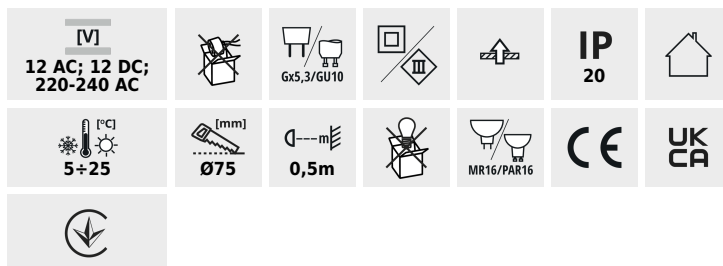 [V]
12 AC; 12 DC;
220-240 AC
Gx5,3/GU10
III
IP
20
[°C]
5÷25
[mm]
Ø75
m
0,5m
MR16/PAR16
CE
UK
CA